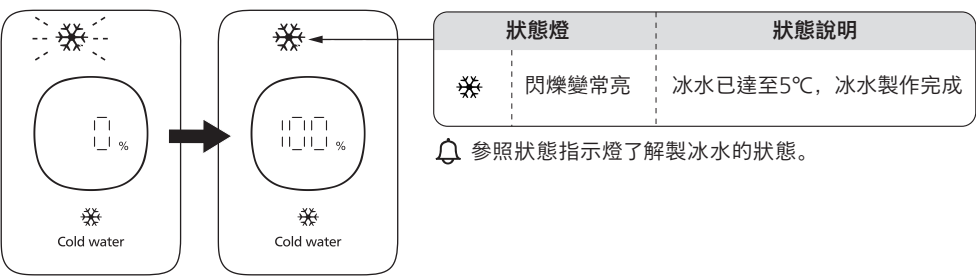 0 %
Cold water
100 %
Cold water
狀態燈 狀態說明
閃爍變常亮 冰水已達至5℃，冰水製作完成
參照狀態指示燈了解製冰水的狀態。